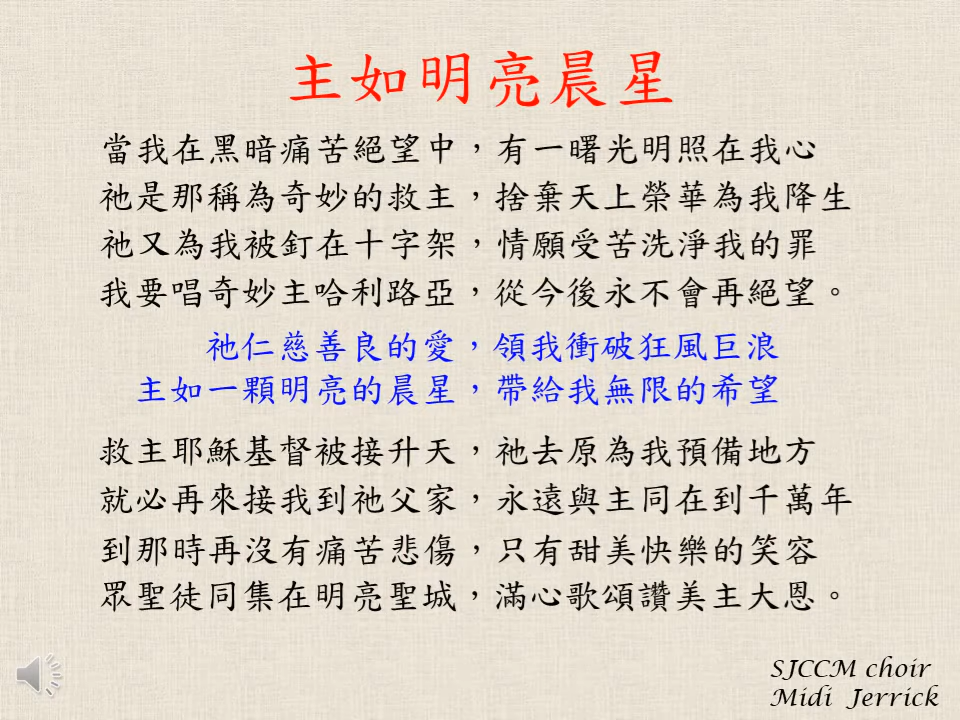 主如明亮晨星
當我在黑暗痛苦絕望中，有一曙光明照在我心
祂是那稱為奇妙的救主，捨棄天上榮華為我降生
祂又為我被釘在十字架，情願受苦洗淨我的罪
我要唱奇妙主哈利路亞，從今後永不會再絕望。
祂仁慈善良的愛，領我衝破狂風巨浪
主如一顆明亮的晨星，帶給我無限的希望
救主耶穌基督被接升天，祂去原為我預備地方
就必再來接我到祂父家，永遠與主同在到千萬年
到那時再沒有痛苦悲傷，只有甜美快樂的笑容
眾聖徒同集在明亮聖城，滿心歌頌讚美主大恩。
SJCCM choir
Midi Jerrick